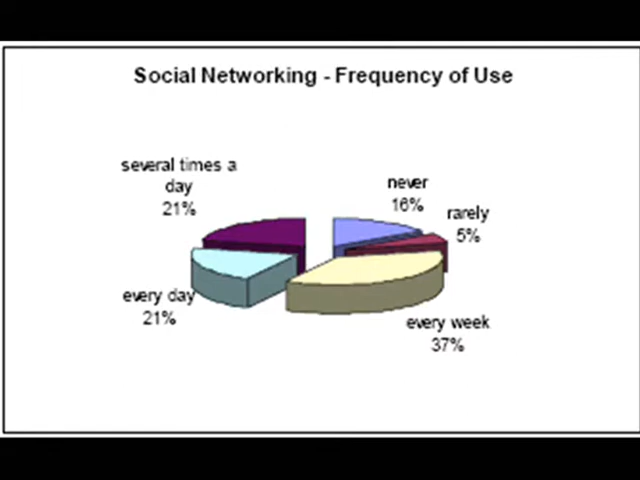 Social Networking - Frequency of Use
several times a
day
21%
never
16%
rarely
5%
every day
21%
every week
37%